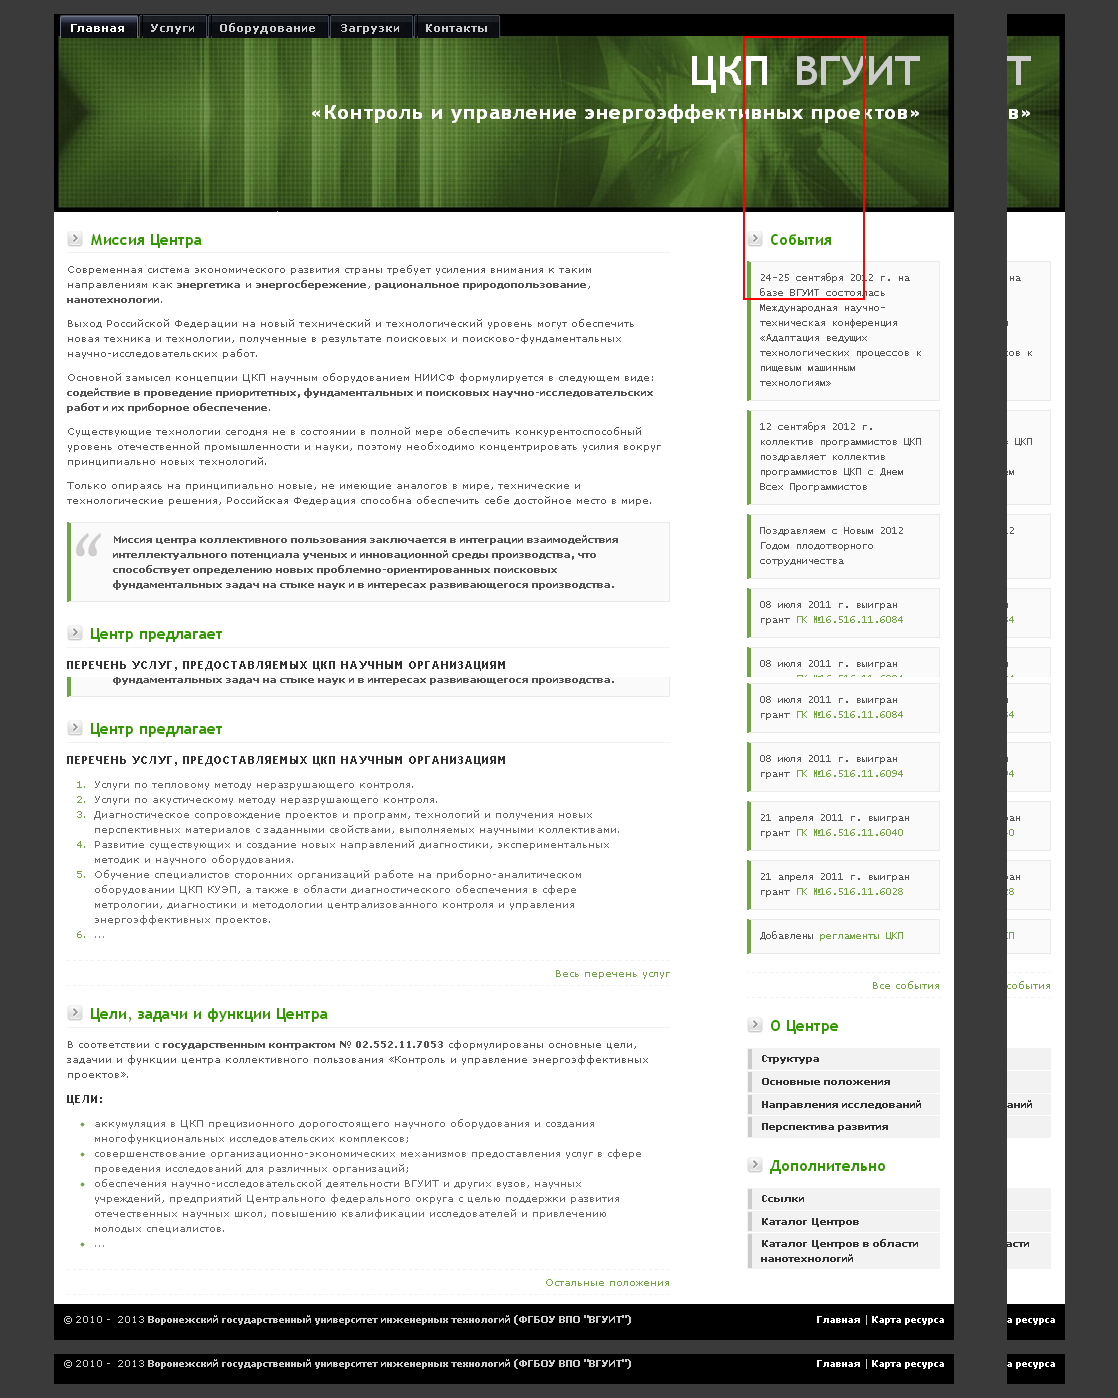 Главная Услуги Оборудование Загрузки Контакты
ЦКП ВГУИТ
ИТ
«Контроль и управление энергоэффективных проектов»
в»
Миссия Центра
Современная система экономического развития страны требует усиления внимания к таким
направлениям как энергетика и энергосбережение, рациональное природопользование,
нанотехнологии.
Выход Российской Федерации на новый технический и технологический уровень могут обеспечить
новая техника и технологии, полученные в результате поисковых и поисково-фундаментальных
научно-исследовательских работ.
Основной замысел концепции ЦКП научным оборудованием НИИСФ формулируется в следующем виде:
содействие в проведение приоритетных, фундаментальных и поисковых научно-исследовательских
работ и их приборное обеспечение.
Существующие технологии сегодня не в состоянии в полной мере обеспечить конкурентоспособный
уровень отечественной промышленности и науки, поэтому необходимо концентрировать усилия вокруг
принципиально новых технологий.
Только опираясь на принципиально новые, не имеющие аналогов в мире, технические и
технологические решения, Российская Федерация способна обеспечить себе достойное место в мире.
Миссия центра коллективного пользования заключается в интеграции взаимодействия
интеллектуального потенциала ученых и инновационной среды производства, что
способствует определению новых проблемно-ориентированных поисковых
фундаментальных задач на стыке наук и в интересах развивающегося производства.
Центр предлагает
ПЕРЕЧЕНЬ УСЛУГ, ПРЕДОСТАВЛЯЕМЫХ ЦКП НАУЧНЫМ ОРГАНИЗАЦИЯМ
фундаментальных задач на стыке наук и в интересах развивающегося производства.
Центр предлагает
ПЕРЕЧЕНЬ УСЛУГ, ПРЕДОСТАВЛЯЕМЫХ ЦКП НАУЧНЫМ ОРГАНИЗАЦИЯМ
1. Услуги по тепловому методу неразрушающего контроля.
2. Услуги по акустическому методу неразрушающего контроля.
3. Диагностическое сопровождение проектов и программ, технологий и получения новых
перспективных материалов с заданными свойствами, выполняемых научными коллективами.
4. Развитие существующих и создание новых направлений диагностики, экспериментальных
методик и научного оборудования.
5. Обучение специалистов сторонних организаций работе на приборно-аналитическом
оборудовании ЦКП КУЭП, а также в области диагностического обеспечения в сфере
метрологии, диагностики и методологии централизованного контроля и управления
энергоэффективных проектов.
6. ...
Весь перечень услуг
Цели, задачи и функции Центра
В соответствии с государственным контрактом № 02.552.11.7053 сформулированы основные цели,
задачи и функции центра коллективного пользования «Контроль и управление энергоэффективных
проектов».
ЦЕЛИ:
аккумуляция в ЦКП прецизионного дорогостоящего научного оборудования и создания
многофункциональных исследовательских комплексов;
совершенствование организационно-экономических механизмов предоставления услуг в сфере
проведения исследований для различных организаций;
обеспечения научно-исследовательской деятельности ВГУИТ и других вузов, научных
учреждений, предприятий Центрального федерального округа с целью поддержки развития
отечественных научных школ, повышению квалификации исследователей и привлечению
молодых специалистов.
...
Остальные положения
События
24-25 сентября 2012 г. на
базе ВГУИТ состоялась
Международная научно-
техническая конференция
«Адаптация ведущих
технологических процессов к
пищевым машинным
технологиям»
12 сентября 2012 г.
коллектив программистов ЦКП
поздравляет коллектив
программистов ЦКП с Днем
Всех Программистов
Поздравляем с Новым 2012
Годом плодотворного
сотрудничества
08 июля 2011 г. выигран
грант ГК №16.516.11.6084
08 июля 2011 г. выигран
08 июля 2011 г. выигран
грант ГК №16.516.11.6084
08 июля 2011 г. выигран
грант ГК №16.516.11.6094
21 апреля 2011 г. выигран
грант ГК №16.516.11.6040
21 апреля 2011 г. выигран
грант ГК №16.516.11.6028
Добавлены регламенты ЦКП
Все события
О Центре
Структура
Основные положения
Направления исследований
Перспектива развития
Дополнительно
Ссылки
Каталог Центров
Каталог Центров в области
нанотехнологий
на
ов к
ЦКП
ем
12
84
84
94
ран
40
ран
28
КП
события
аний
асти
© 2010 - 2013 Воронежский государственный университет инженерных технологий (ФГБОУ ВПО "ВГУИТ") Главная | Карта ресурса
а ресурса
© 2010 - 2013 Воронежский государственный университет инженерных технологий (ФГБОУ ВПО "ВГУИТ") Главная | Карта ресурса
а ресурса